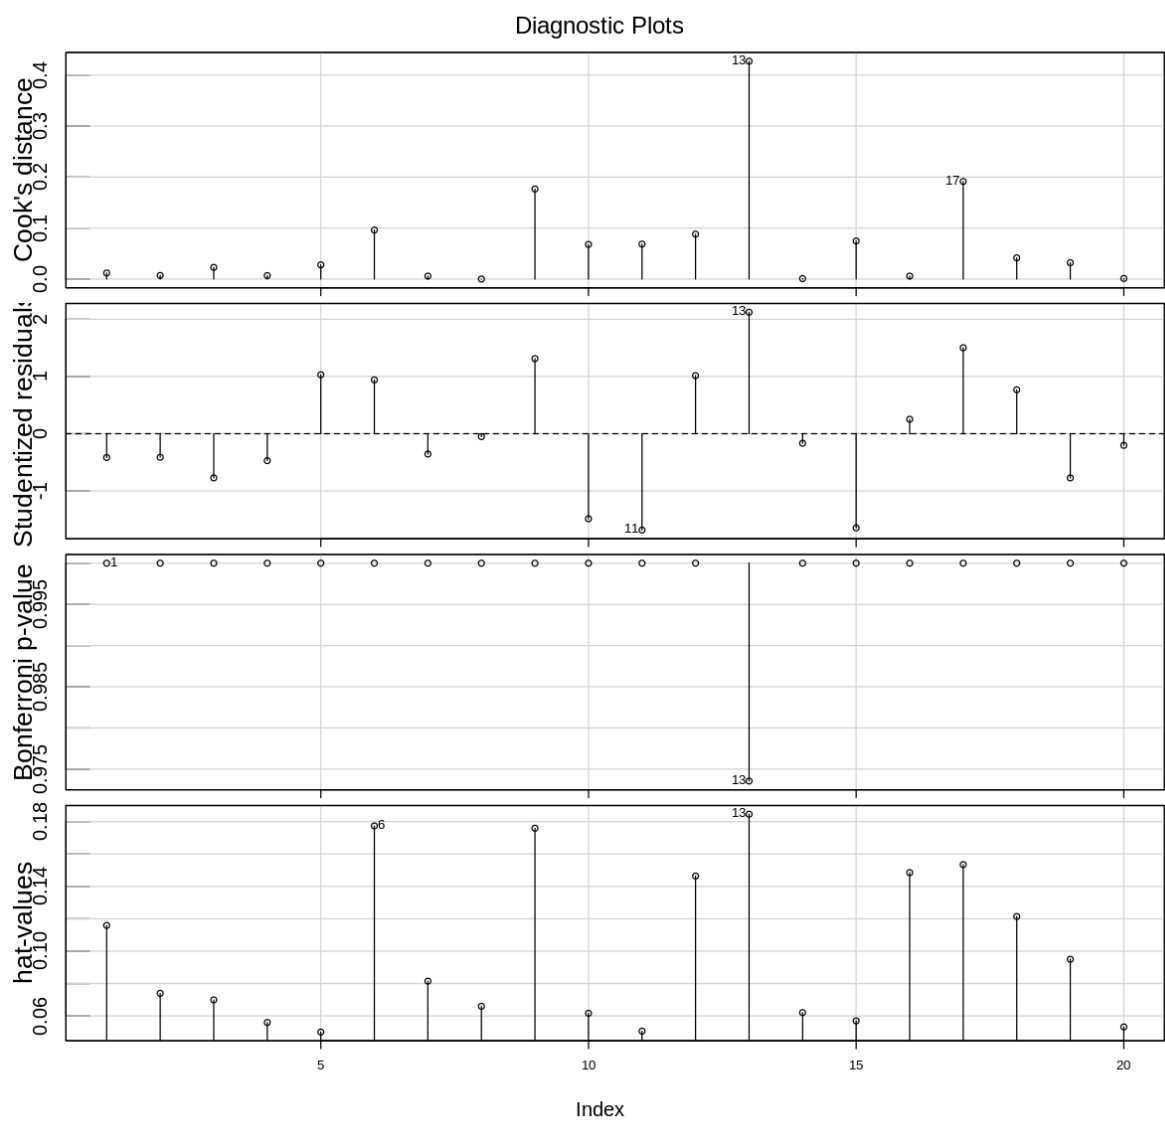 Diagnostic Plots
Cook's distance
0.0 0.1 0.2 0.3 0.4
13
17
Studentized residuals
-1 0 1 2
13
11
Bonferroni p-value
0.975 0.985 0.995
1
13
hat-values
0.06 0.10 0.14 0.18
6
13
5 10 15 20
Index